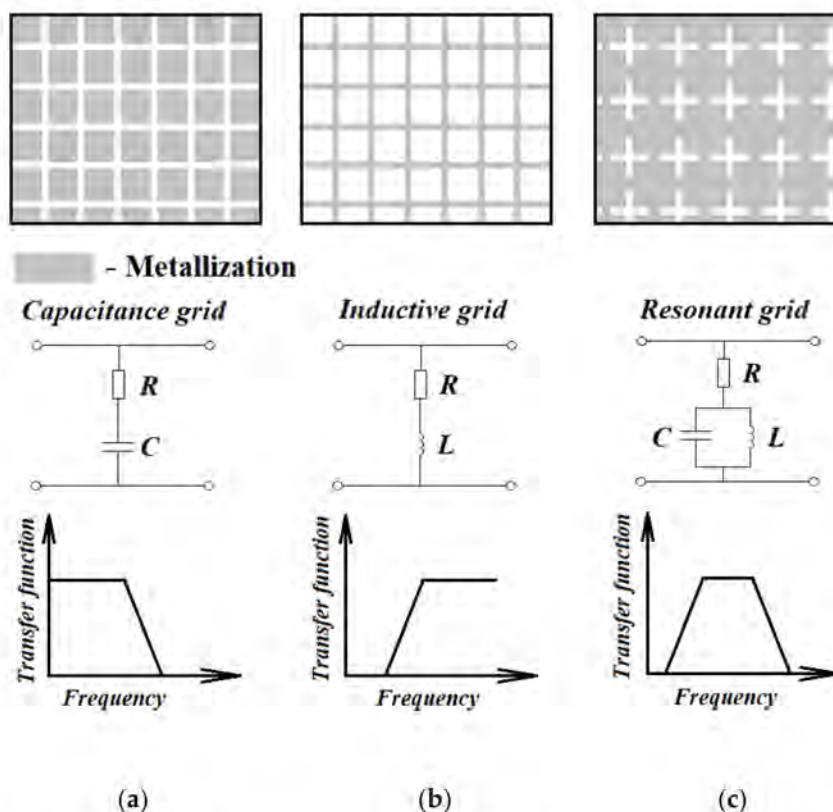 - Metallization
Capacitance grid
Inductive grid
Resonant grid
R
C
R
L
R
C
L
Transfer function
Frequency
Transfer function
Frequency
Transfer function
Frequency
(a)
(b)
(c)